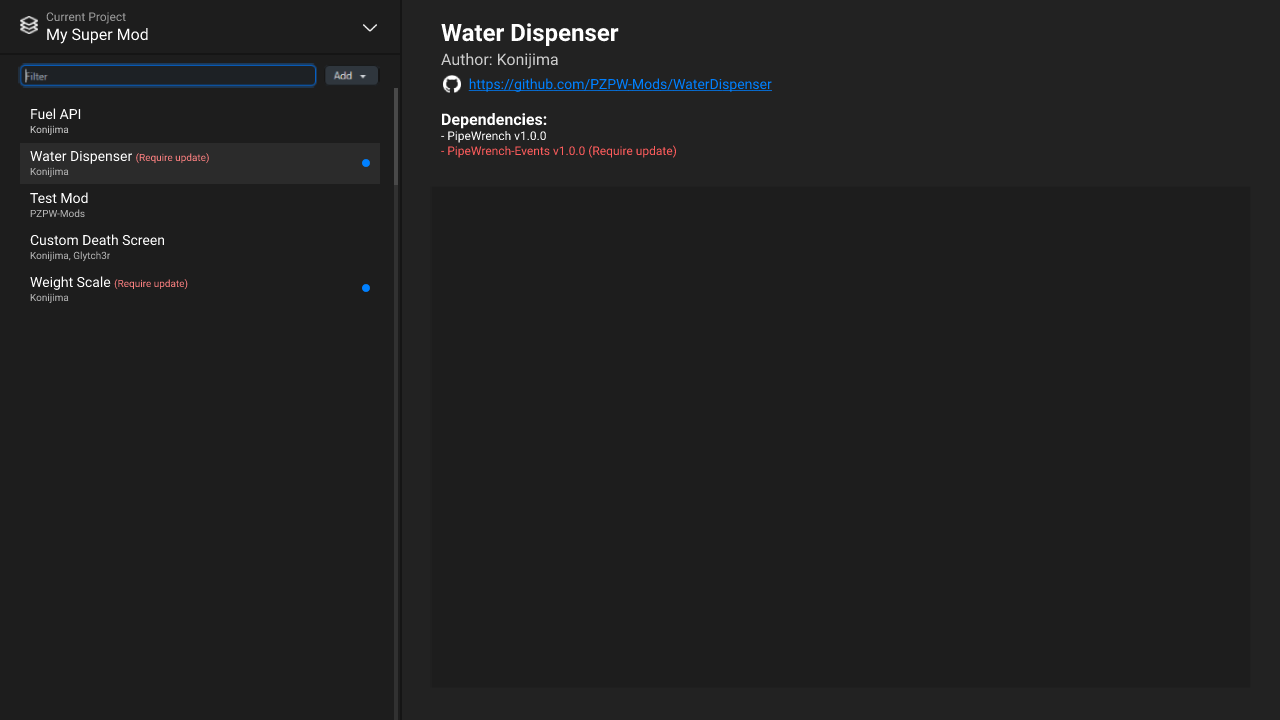 Current Project
My Super Mod
Filter
Add
Fuel API
Konijima
Water Dispenser (Require update)
Konijima
Test Mod
PZPW-Mods
Custom Death Screen
Konijima, Glytch3r
Weight Scale (Require update)
Konijima
Water Dispenser
Author: Konijima
https://github.com/PZPW-Mods/WaterDispenser
Dependencies:
- PipeWrench v1.0.0
- PipeWrench-Events v1.0.0 (Require update)